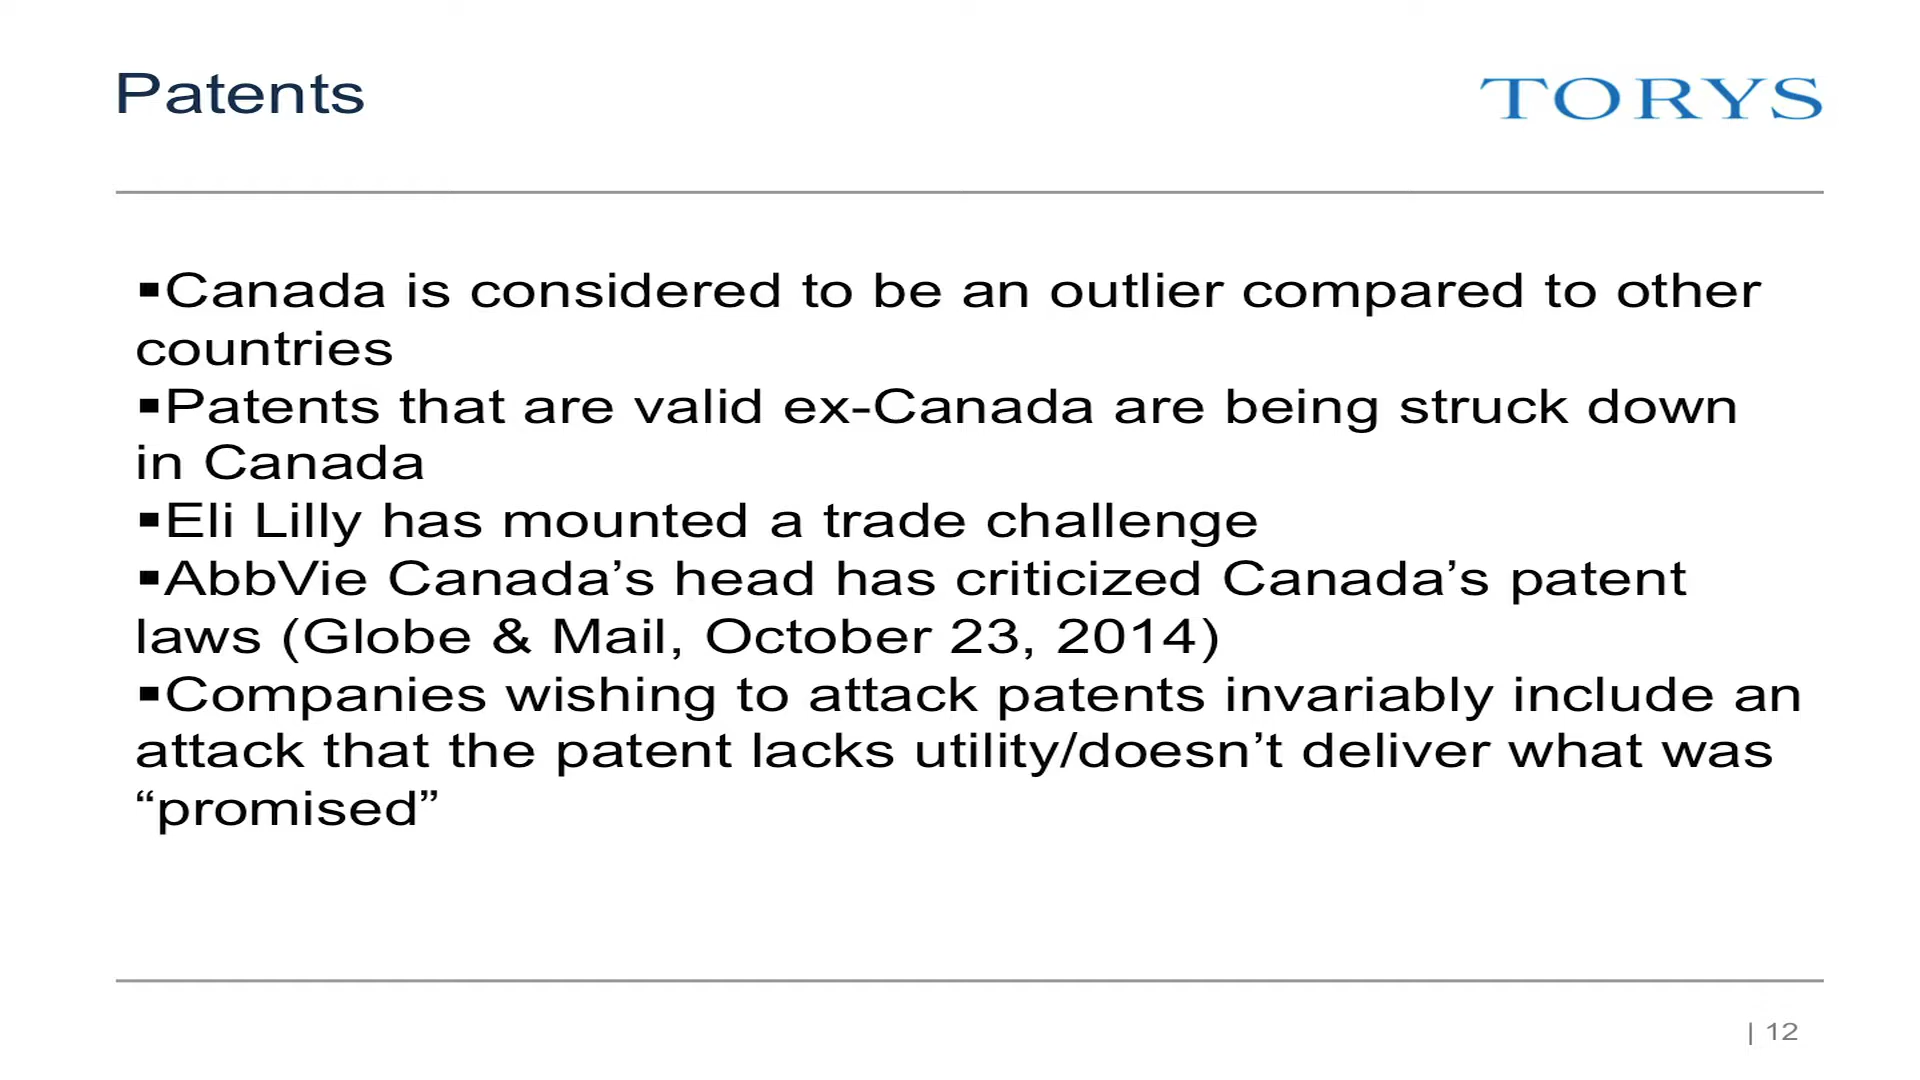 Patents
TORYS
▪Canada is considered to be an outlier compared to other
countries
▪Patents that are valid ex-Canada are being struck down
in Canada
▪Eli Lilly has mounted a trade challenge
▪AbbVie Canada’s head has criticized Canada’s patent
laws (Globe & Mail, October 23, 2014)
▪Companies wishing to attack patents invariably include an
attack that the patent lacks utility/doesn’t deliver what was
“promised”
| 12